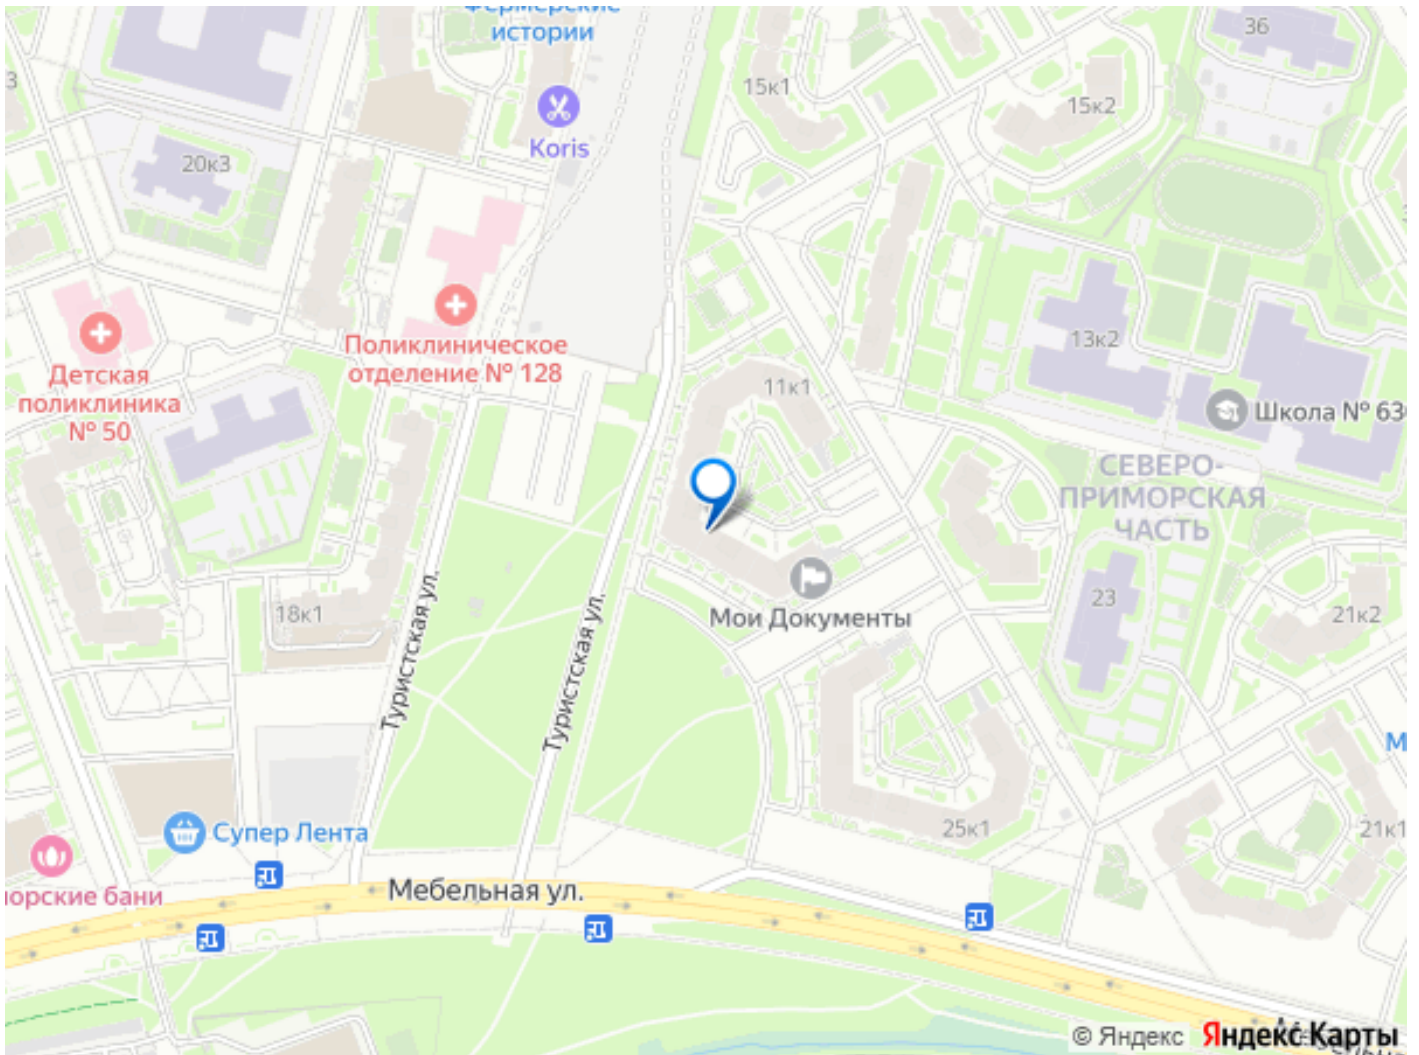 Фермерские
истории
36
15к1
15к2
Koris
20к3
Поликлиническое
отделение № 128
Детская
поликлиника
№ 50
13к2
11к1
Школа № 63
СЕВЕРО-
ПРИМОРСКАЯ
ЧАСТЬ
Мои Документы
23
21к2
18к1
Туристская ул.
Туристская ул.
М
Супер Лента
25к1
21к1
орские бани
Мебельная ул.
© Яндекс
Яндекс Карты